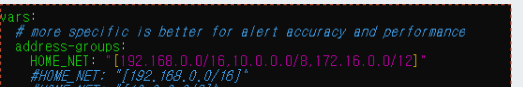 vars:
# more specific is better for alert accuracy and performance
address-groups:
HOME_NET: "[192.168.0.0/16,10.0.0.0/8,172.16.0.0/12]"
#HOME_NET: "[192.168.0.0/16]"